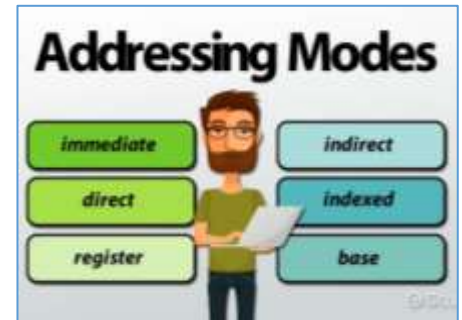 Addressing Modes
immediate
direct
register
indirect
indexed
base